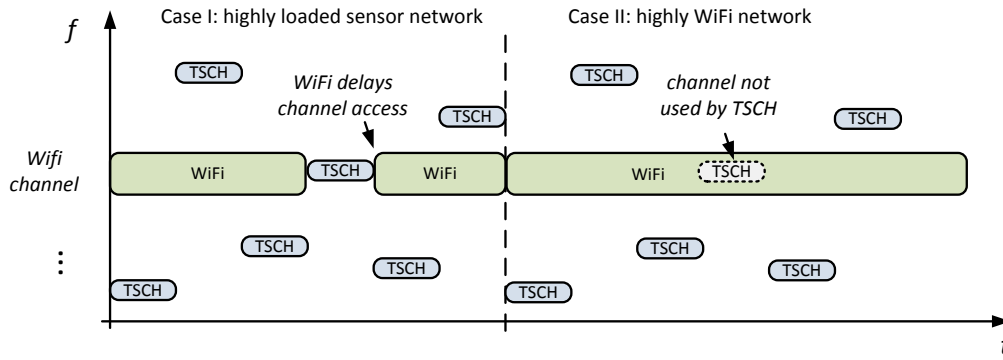 Case I: highly loaded sensor network
Case II: highly WiFi network
f
TSCH
TSCH
WiFi delays
channel access
channel not
used by TSCH
TSCH
TSCH
Wifi
channel
WiFi
TSCH
WiFi
WiFi
TSCH
⋮
TSCH
TSCH
TSCH
TSCH
TSCH
TSCH